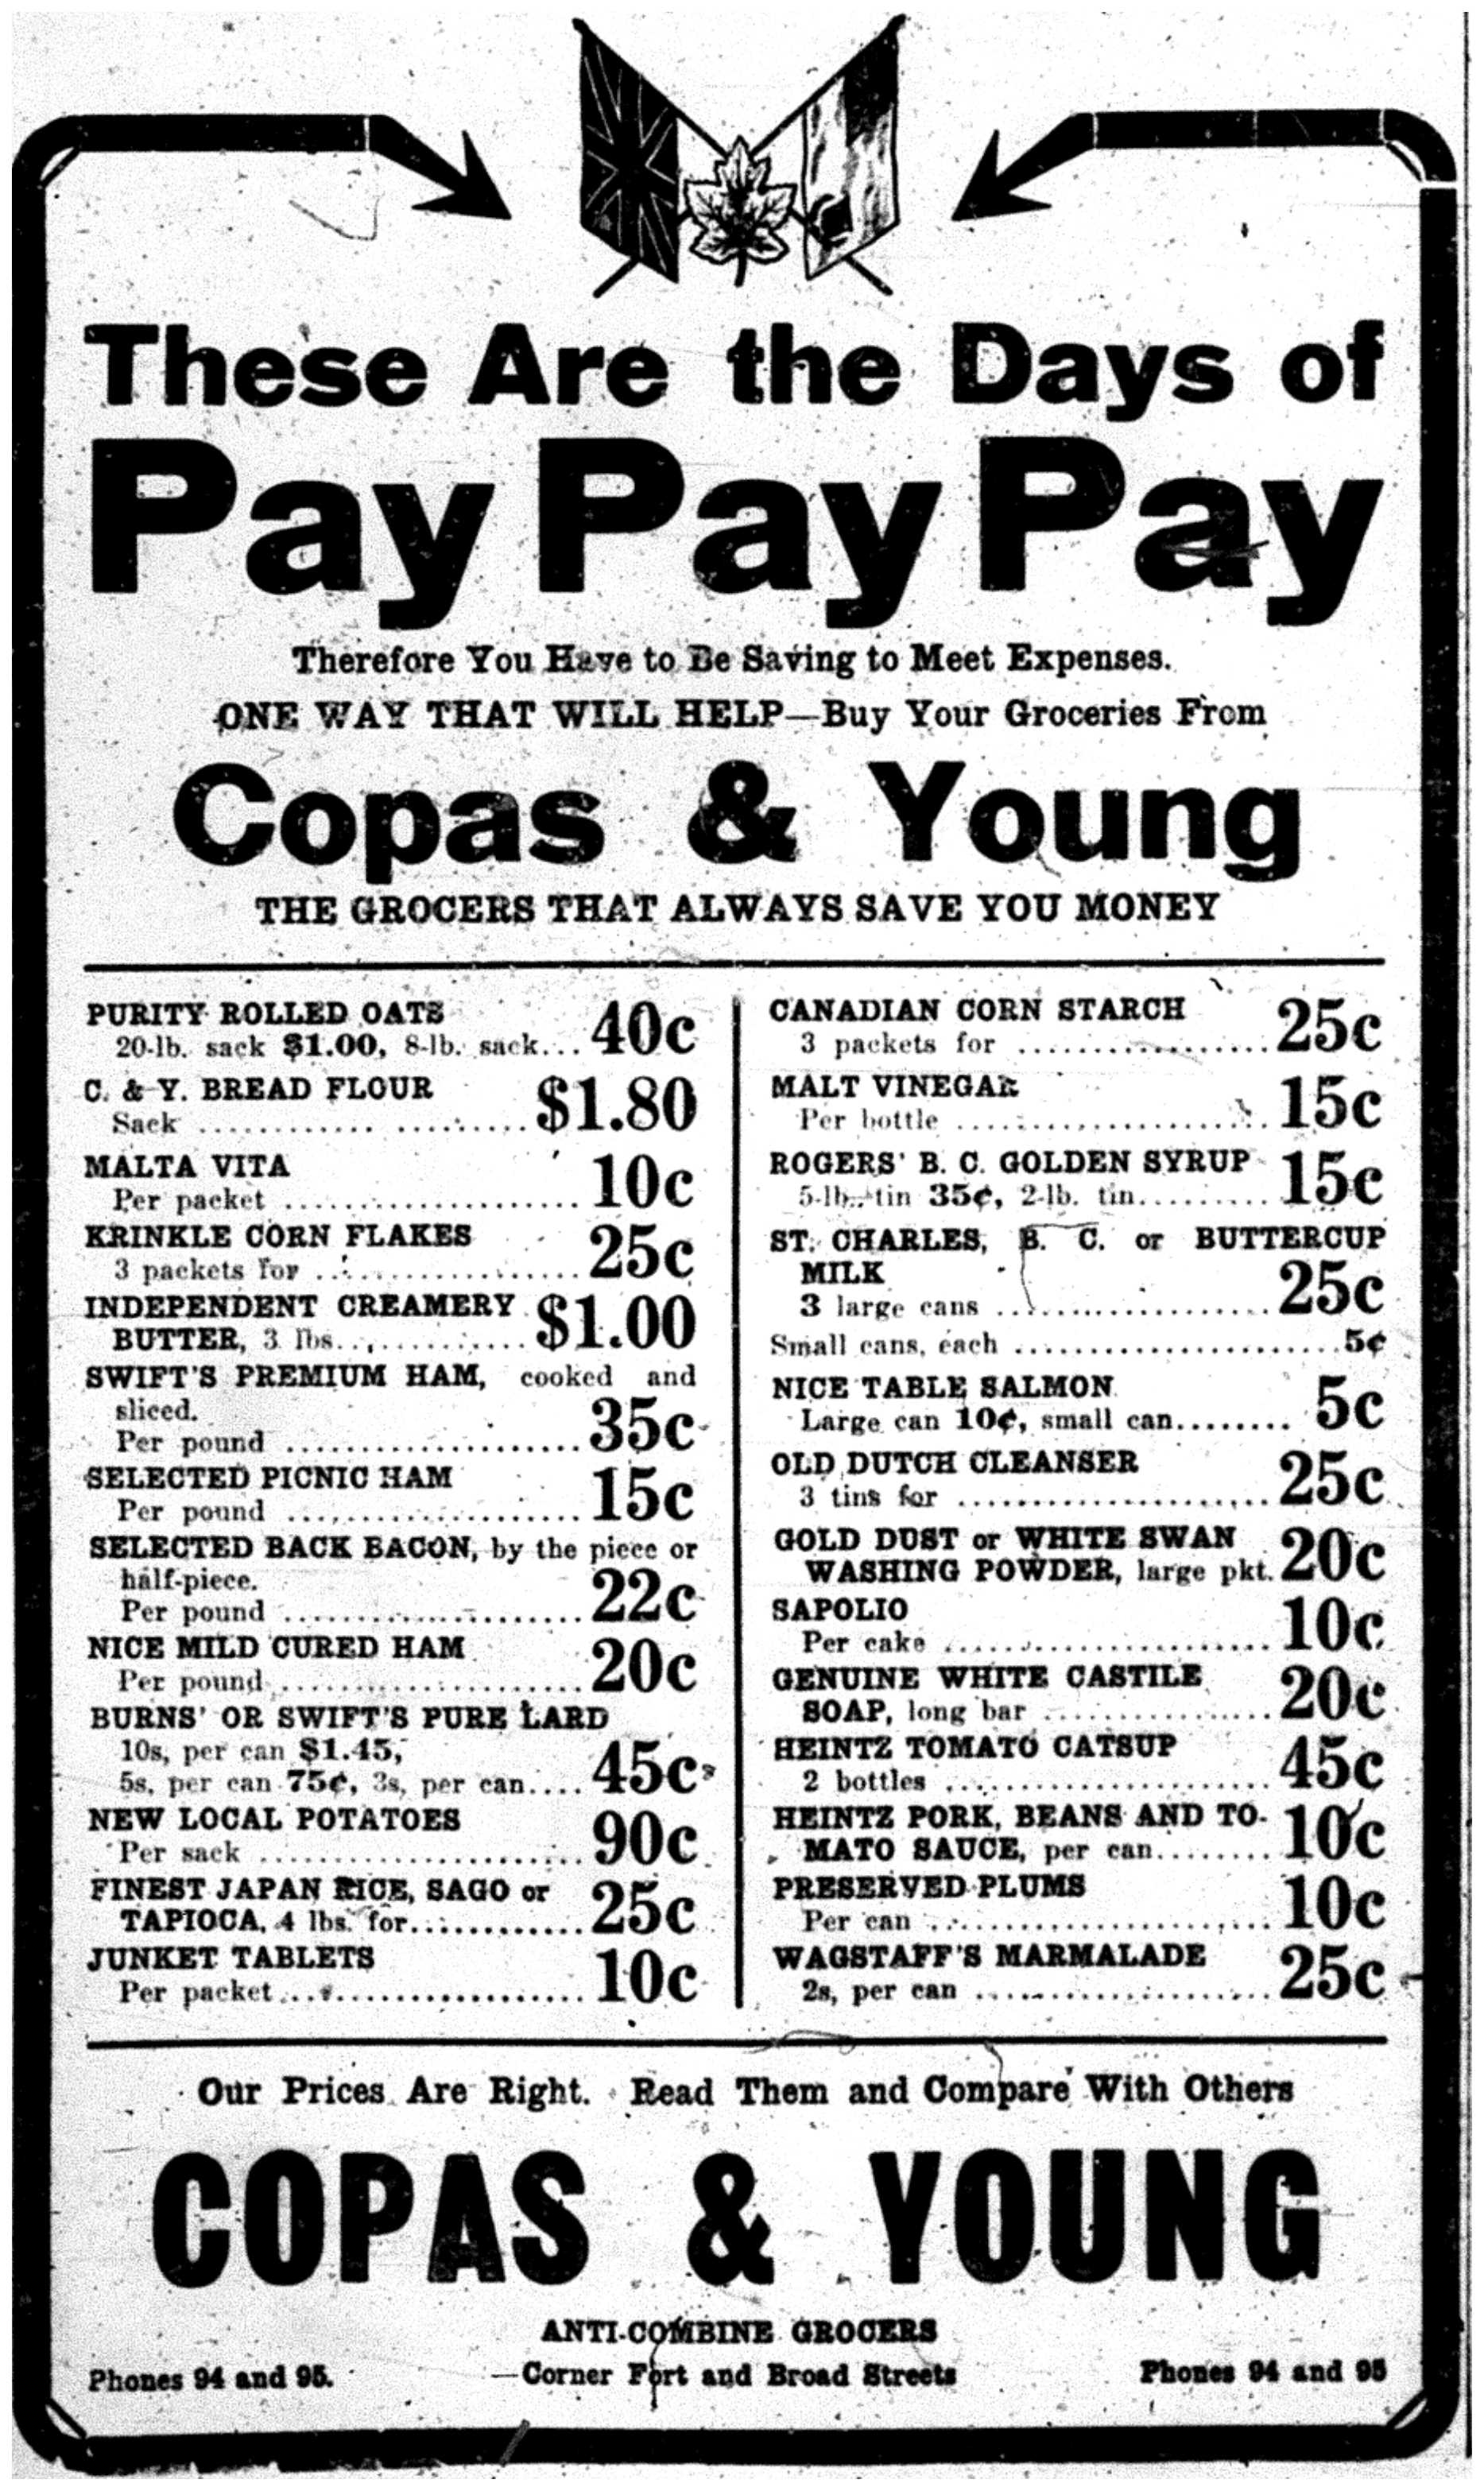 These Are the Days of
Pay Pay Pay
Therefore You Have to Be Saving to Meet Expenses.
ONE WAY THAT WILL HELP—Buy Your Groceries From
Copas & Young
THE GROCERS THAT ALWAYS SAVE YOU MONEY
PURITY ROLLED OATS
20-lb. sack $1.00, 8-lb. sack... 40c
C. & Y. BREAD FLOUR
Sack ........................ $1.80
MALTA VITA
Per packet .................... 10c
KRINKLE CORN FLAKES
3 packets for .................. 25c
INDEPENDENT CREAMERY
BUTTER, 3 lbs............. $1.00
SWIFT'S PREMIUM HAM, cooked and
sliced.
Per pound ..................... 35c
SELECTED PICNIC HAM
Per pound ..................... 15c
SELECTED BACK BACON, by the piece or
half-piece.
Per pound ..................... 22c
NICE MILD CURED HAM
Per pound ..................... 20c
BURNS' OR SWIFT'S PURE LARD
10s, per can $1.45,
5s, per can 75¢, 3s, per can.... 45c
NEW LOCAL POTATOES
Per sack ....................... 90c
FINEST JAPAN RICE, SAGO or
TAPIOCA, 4 lbs. for............ 25c
JUNKET TABLETS
Per packet..................... 10c
CANADIAN CORN STARCH
3 packets for .................. 25c
MALT VINEGAR
Per bottle ...................... 15c
ROGERS' B. C. GOLDEN SYRUP
5-lb. tin 35¢, 2-lb. tin.......... 15c
ST. CHARLES, B. C. or BUTTERCUP
MILK
3 large cans .................... 25c
Small cans, each ....................... 5¢
NICE TABLE SALMON
Large can 10¢, small can........ 5c
OLD DUTCH CLEANSER
3 tins for ....................... 25c
GOLD DUST or WHITE SWAN
WASHING POWDER, large pkt. 20c
SAPOLIO
Per cake ....................... 10c
GENUINE WHITE CASTILE
SOAP, long bar ................ 20c
HEINTZ TOMATO CATSUP
2 bottles ....................... 45c
HEINTZ PORK, BEANS AND TO-
MATO SAUCE, per can........ 10c
PRESERVED PLUMS
Per can ........................ 10c
WAGSTAFF'S MARMALADE
2s, per can ..................... 25c
Our Prices Are Right. Read Them and Compare With Others
COPAS & YOUNG
ANTI-COMBINE GROCERS
Phones 94 and 95. —Corner Fort and Broad Streets Phones 94 and 95